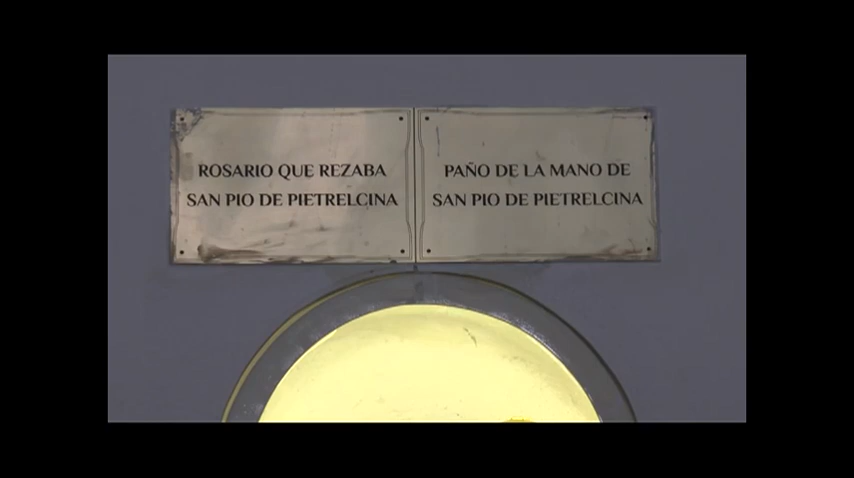 ROSARIO QUE REZABA
SAN PIO DE PIETRELCINA
PAÑO DE LA MANO DE
SAN PIO DE PIETRELCINA